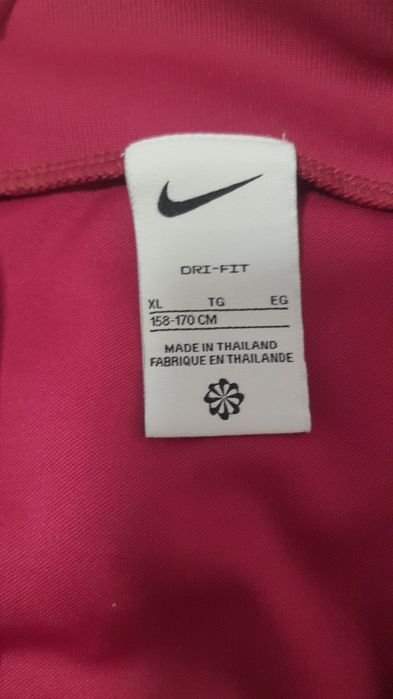 DRI-FIT
XL TG EG
158-170 CM
MADE IN THAILAND
FABRIQUE EN THAILANDE